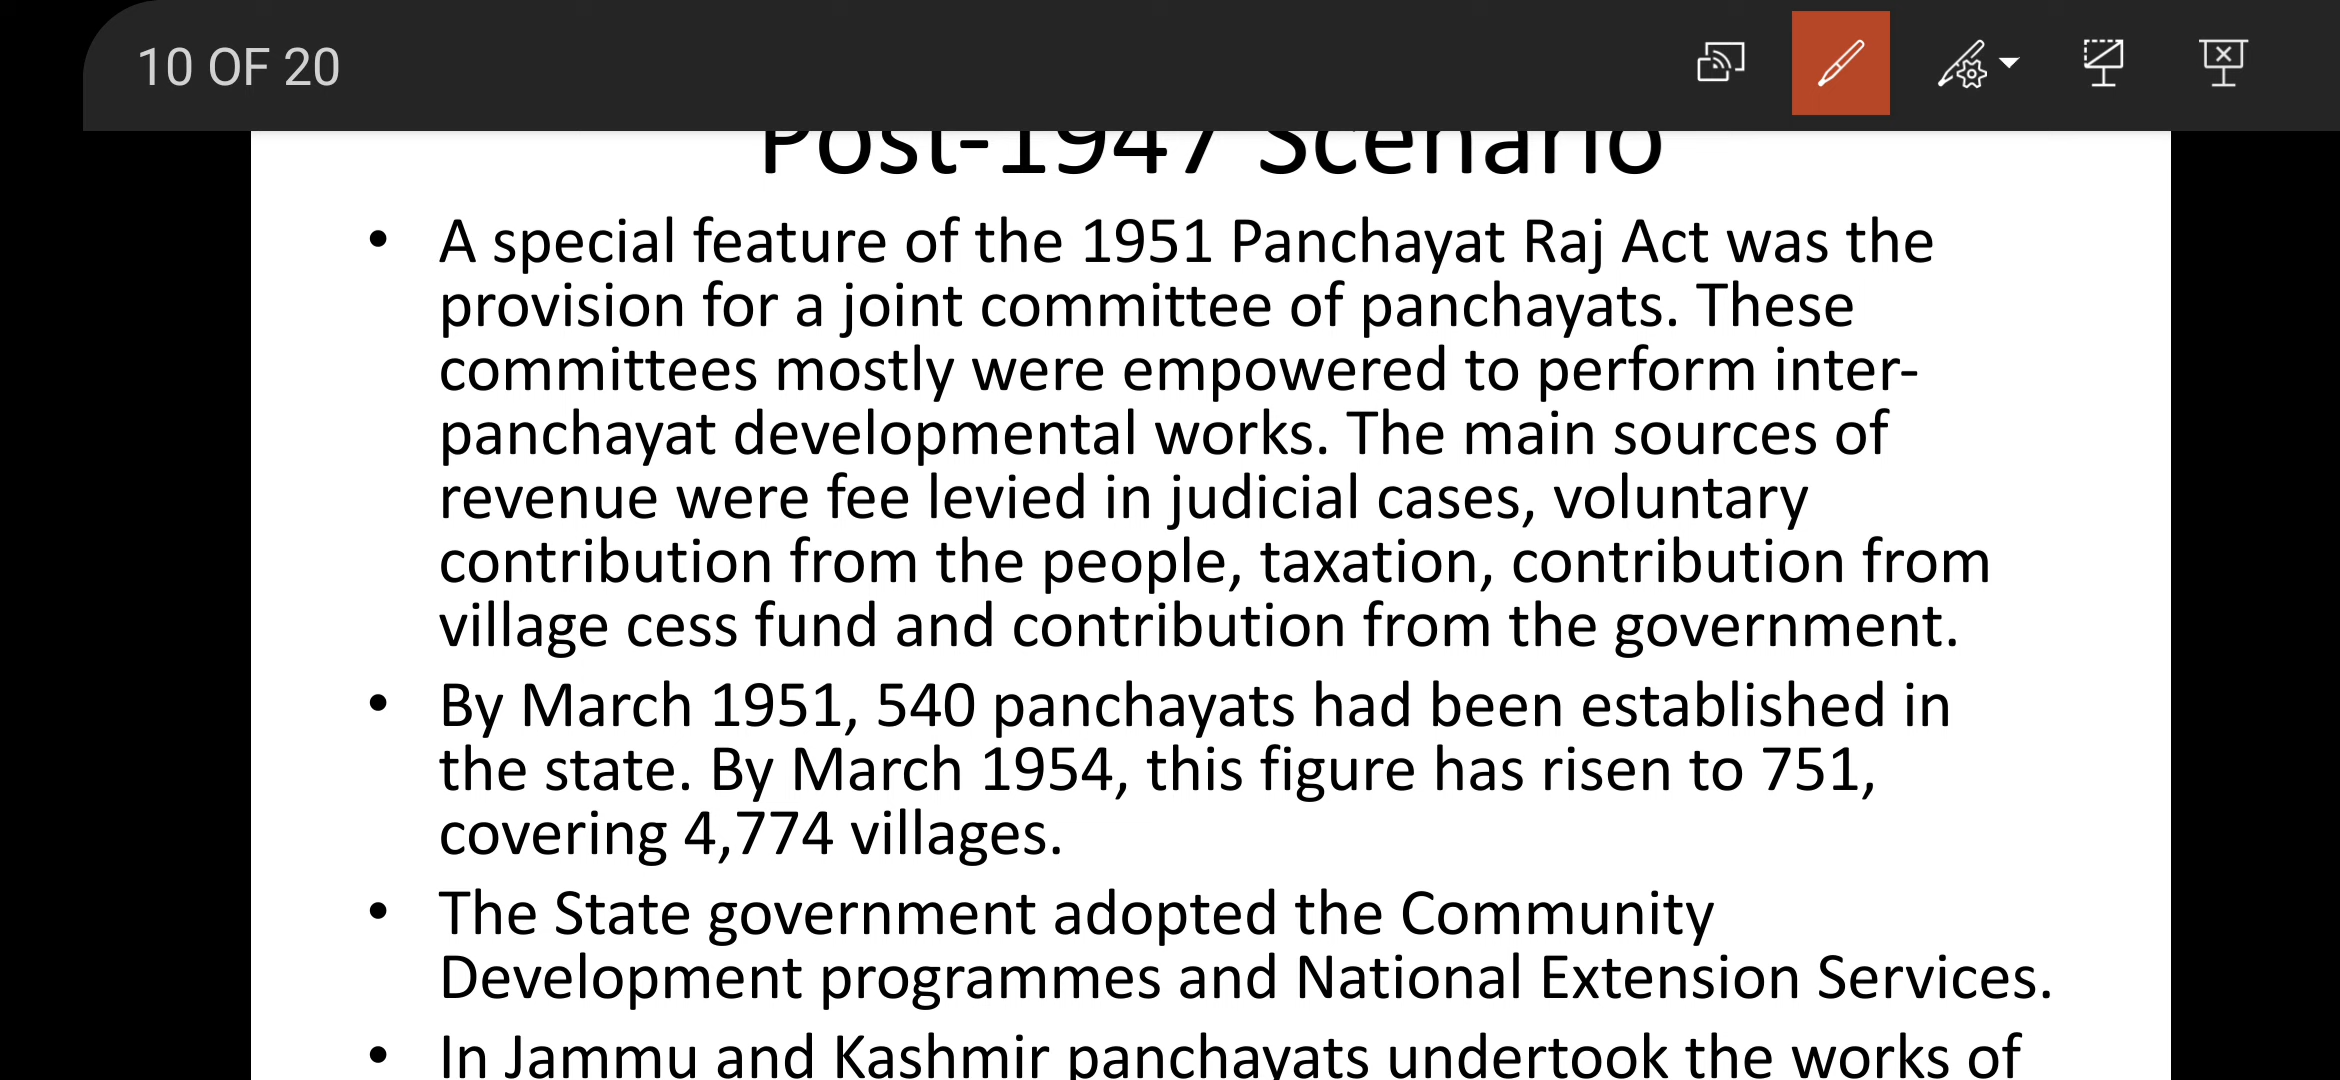 10 OF 20
Post-1947 Scenario
• A special feature of the 1951 Panchayat Raj Act was the
provision for a joint committee of panchayats. These
committees mostly were empowered to perform inter-
panchayat developmental works. The main sources of
revenue were fee levied in judicial cases, voluntary
contribution from the people, taxation, contribution from
village cess fund and contribution from the government.
• By March 1951, 540 panchayats had been established in
the state. By March 1954, this figure has risen to 751,
covering 4,774 villages.
• The State government adopted the Community
Development programmes and National Extension Services.
• In Jammu and Kashmir panchayats undertook the works of